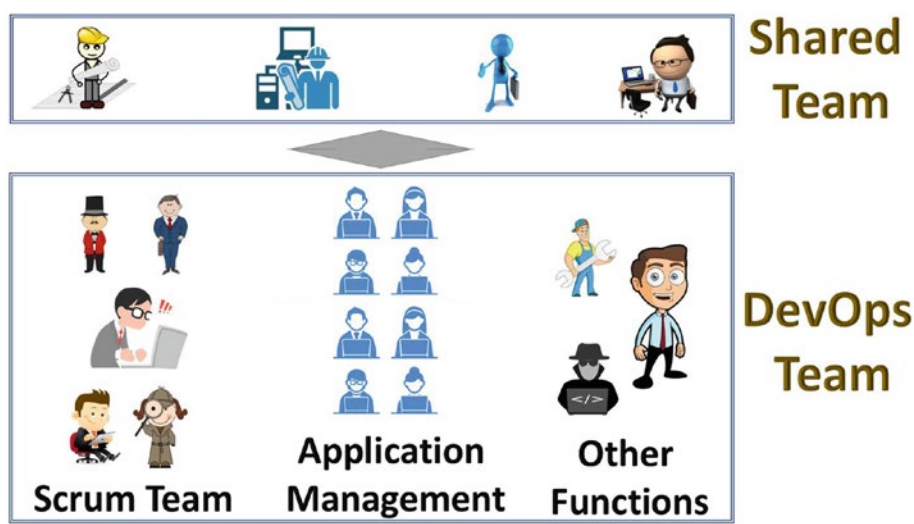 Shared
Team
DevOps
Team
Scrum Team
Application
Management
Other
Functions
!!!
</>